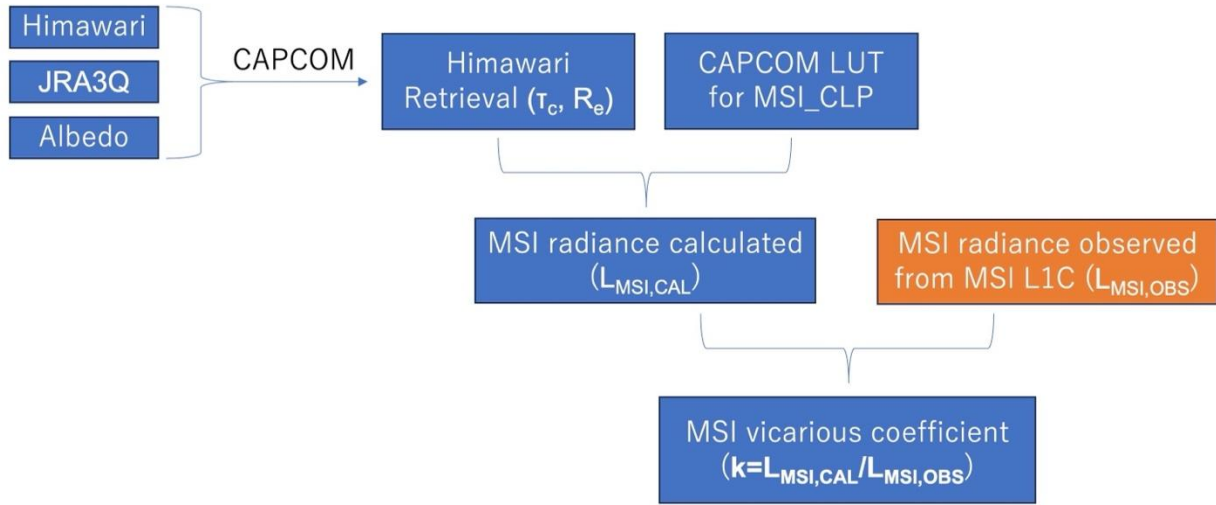 Himawari
JRA3Q
Albedo
CAPCOM
Himawari
Retrieval (τc, Re)
CAPCOM LUT
for MSI_CLP
MSI radiance calculated
(LMSI,CAL)
MSI radiance observed
from MSI L1C (LMSI,OBS)
MSI vicarious coefficient
(k=LMSI,CAL/LMSI,OBS)